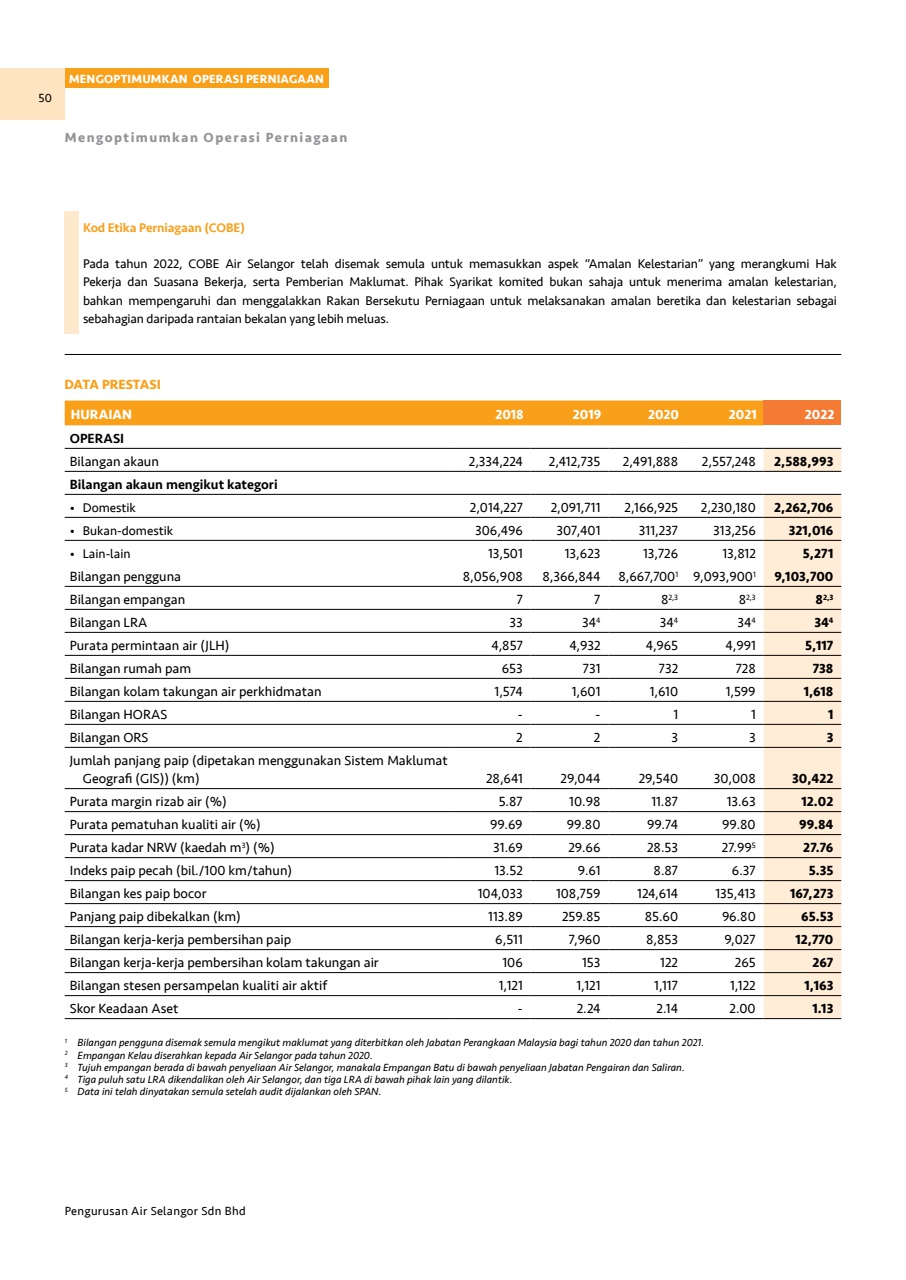 MENGOPTIMUMKAN OPERASI PERNIAGAAN
50
Mengoptimumkan Operasi Perniagaan
Kod Etika Perniagaan (COBE)
Pada tahun 2022, COBE Air Selangor telah disemak semula untuk memasukkan aspek “Amalan Kelestarian” yang merangkumi Hak
Pekerja dan Suasana Bekerja, serta Pemberian Maklumat. Pihak Syarikat komited bukan sahaja untuk menerima amalan kelestarian,
bahkan mempengaruhi dan menggalakkan Rakan Bersekutu Perniagaan untuk melaksanakan amalan beretika dan kelestarian sebagai
sebahagian daripada rantaian bekalan yang lebih meluas.
DATA PRESTASI
HURAIAN 2018 2019 2020 2021 2022
OPERASI
Bilangan akaun 2,334,224 2,412,735 2,491,888 2,557,248 2,588,993
Bilangan akaun mengikut kategori
• Domestik 2,014,227 2,091,711 2,166,925 2,230,180 2,262,706
• Bukan-domestik 306,496 307,401 311,237 313,256 321,016
• Lain-lain 13,501 13,623 13,726 13,812 5,271
Bilangan pengguna 8,056,908 8,366,844 8,667,700¹ 9,093,900¹ 9,103,700
Bilangan empangan 7 7 8²,³ 8²,³ 8²,³
Bilangan LRA 33 34⁴ 34⁴ 34⁴ 34⁴
Purata permintaan air (JLH) 4,857 4,932 4,965 4,991 5,117
Bilangan rumah pam 653 731 732 728 738
Bilangan kolam takungan air perkhidmatan 1,574 1,601 1,610 1,599 1,618
Bilangan HORAS - - 1 1 1
Bilangan ORS 2 2 3 3 3
Jumlah panjang paip (dipetakan menggunakan Sistem Maklumat
Geografi (GIS)) (km) 28,641 29,044 29,540 30,008 30,422
Purata margin rizab air (%) 5.87 10.98 11.87 13.63 12.02
Purata pematuhan kualiti air (%) 99.69 99.80 99.74 99.80 99.84
Purata kadar NRW (kaedah m³) (%) 31.69 29.66 28.53 27.99⁵ 27.76
Indeks paip pecah (bil./100 km/tahun) 13.52 9.61 8.87 6.37 5.35
Bilangan kes paip bocor 104,033 108,759 124,614 135,413 167,273
Panjang paip dibekalkan (km) 113.89 259.85 85.60 96.80 65.53
Bilangan kerja-kerja pembersihan paip 6,511 7,960 8,853 9,027 12,770
Bilangan kerja-kerja pembersihan kolam takungan air 106 153 122 265 267
Bilangan stesen persampelan kualiti air aktif 1,121 1,121 1,117 1,122 1,163
Skor Keadaan Aset - 2.24 2.14 2.00 1.13
¹ Bilangan pengguna disemak semula mengikut maklumat yang diterbitkan oleh Jabatan Perangkaan Malaysia bagi tahun 2020 dan tahun 2021.
² Empangan Kelau diserahkan kepada Air Selangor pada tahun 2020.
³ Tujuh empangan berada di bawah penyeliaan Air Selangor, manakala Empangan Batu di bawah penyeliaan Jabatan Pengairan dan Saliran.
⁴ Tiga puluh satu LRA dikendalikan oleh Air Selangor, dan tiga LRA di bawah pihak lain yang dilantik.
⁵ Data ini telah dinyatakan semula setelah audit dijalankan oleh SPAN.
Pengurusan Air Selangor Sdn Bhd